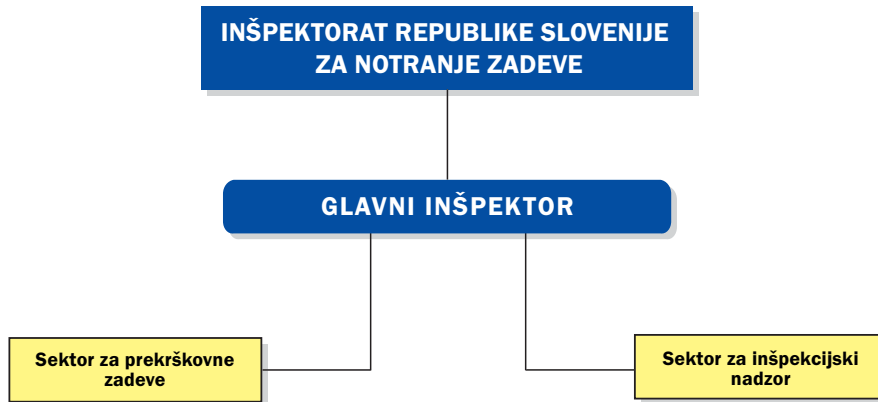 INŠPEKTORAT REPUBLIKE SLOVENIJE
ZA NOTRANJE ZADEVE
GLAVNI INŠPEKTOR
Sektor za prekrškovne
zadeve
Sektor za inšpekcijski
nadzor